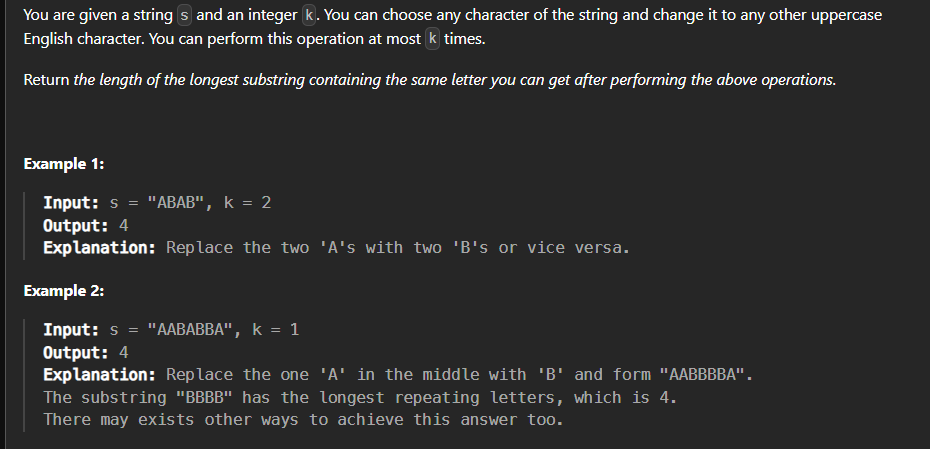 You are given a string s and an integer k. You can choose any character of the string and change it to any other uppercase
English character. You can perform this operation at most k times.
Return the length of the longest substring containing the same letter you can get after performing the above operations.
Example 1:
Input: s = "ABAB", k = 2
Output: 4
Explanation: Replace the two 'A's with two 'B's or vice versa.
Example 2:
Input: s = "AABABBA", k = 1
Output: 4
Explanation: Replace the one 'A' in the middle with 'B' and form "AABBBBA".
The substring "BBBB" has the longest repeating letters, which is 4.
There may exists other ways to achieve this answer too.